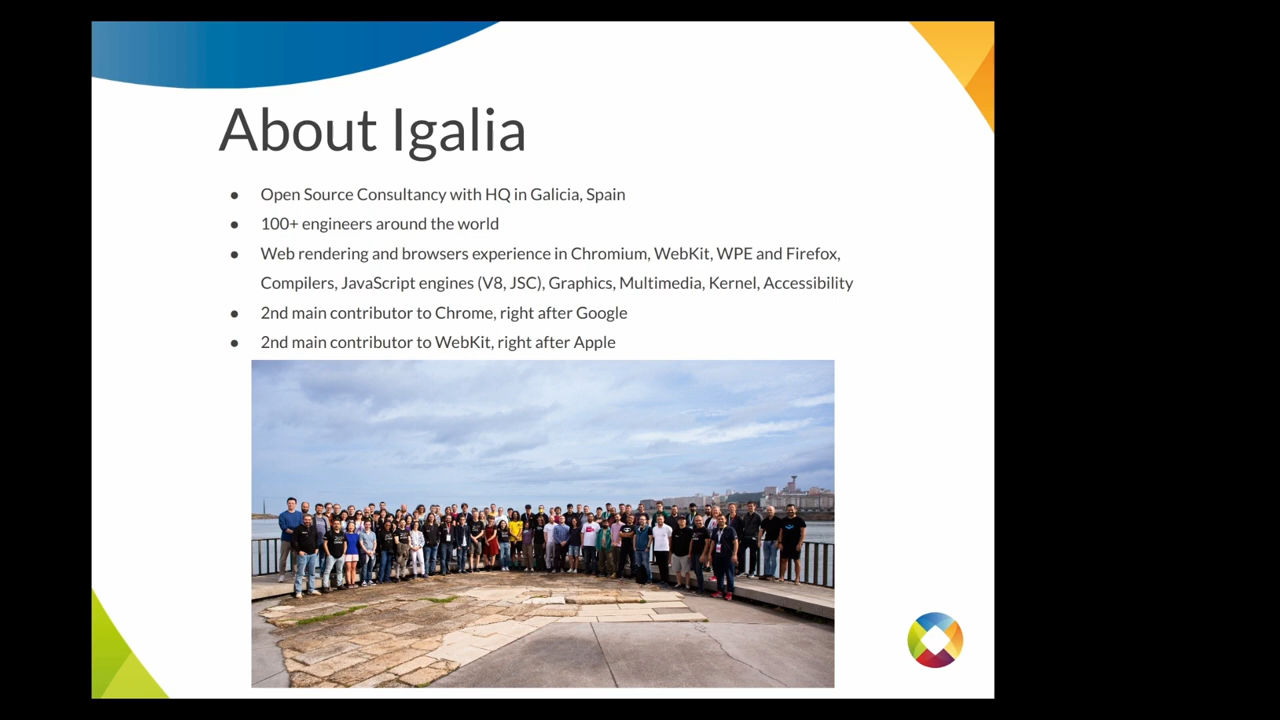 About Igalia
● Open Source Consultancy with HQ in Galicia, Spain
● 100+ engineers around the world
● Web rendering and browsers experience in Chromium, WebKit, WPE and Firefox,
Compilers, JavaScript engines (V8, JSC), Graphics, Multimedia, Kernel, Accessibility
● 2nd main contributor to Chrome, right after Google
● 2nd main contributor to WebKit, right after Apple